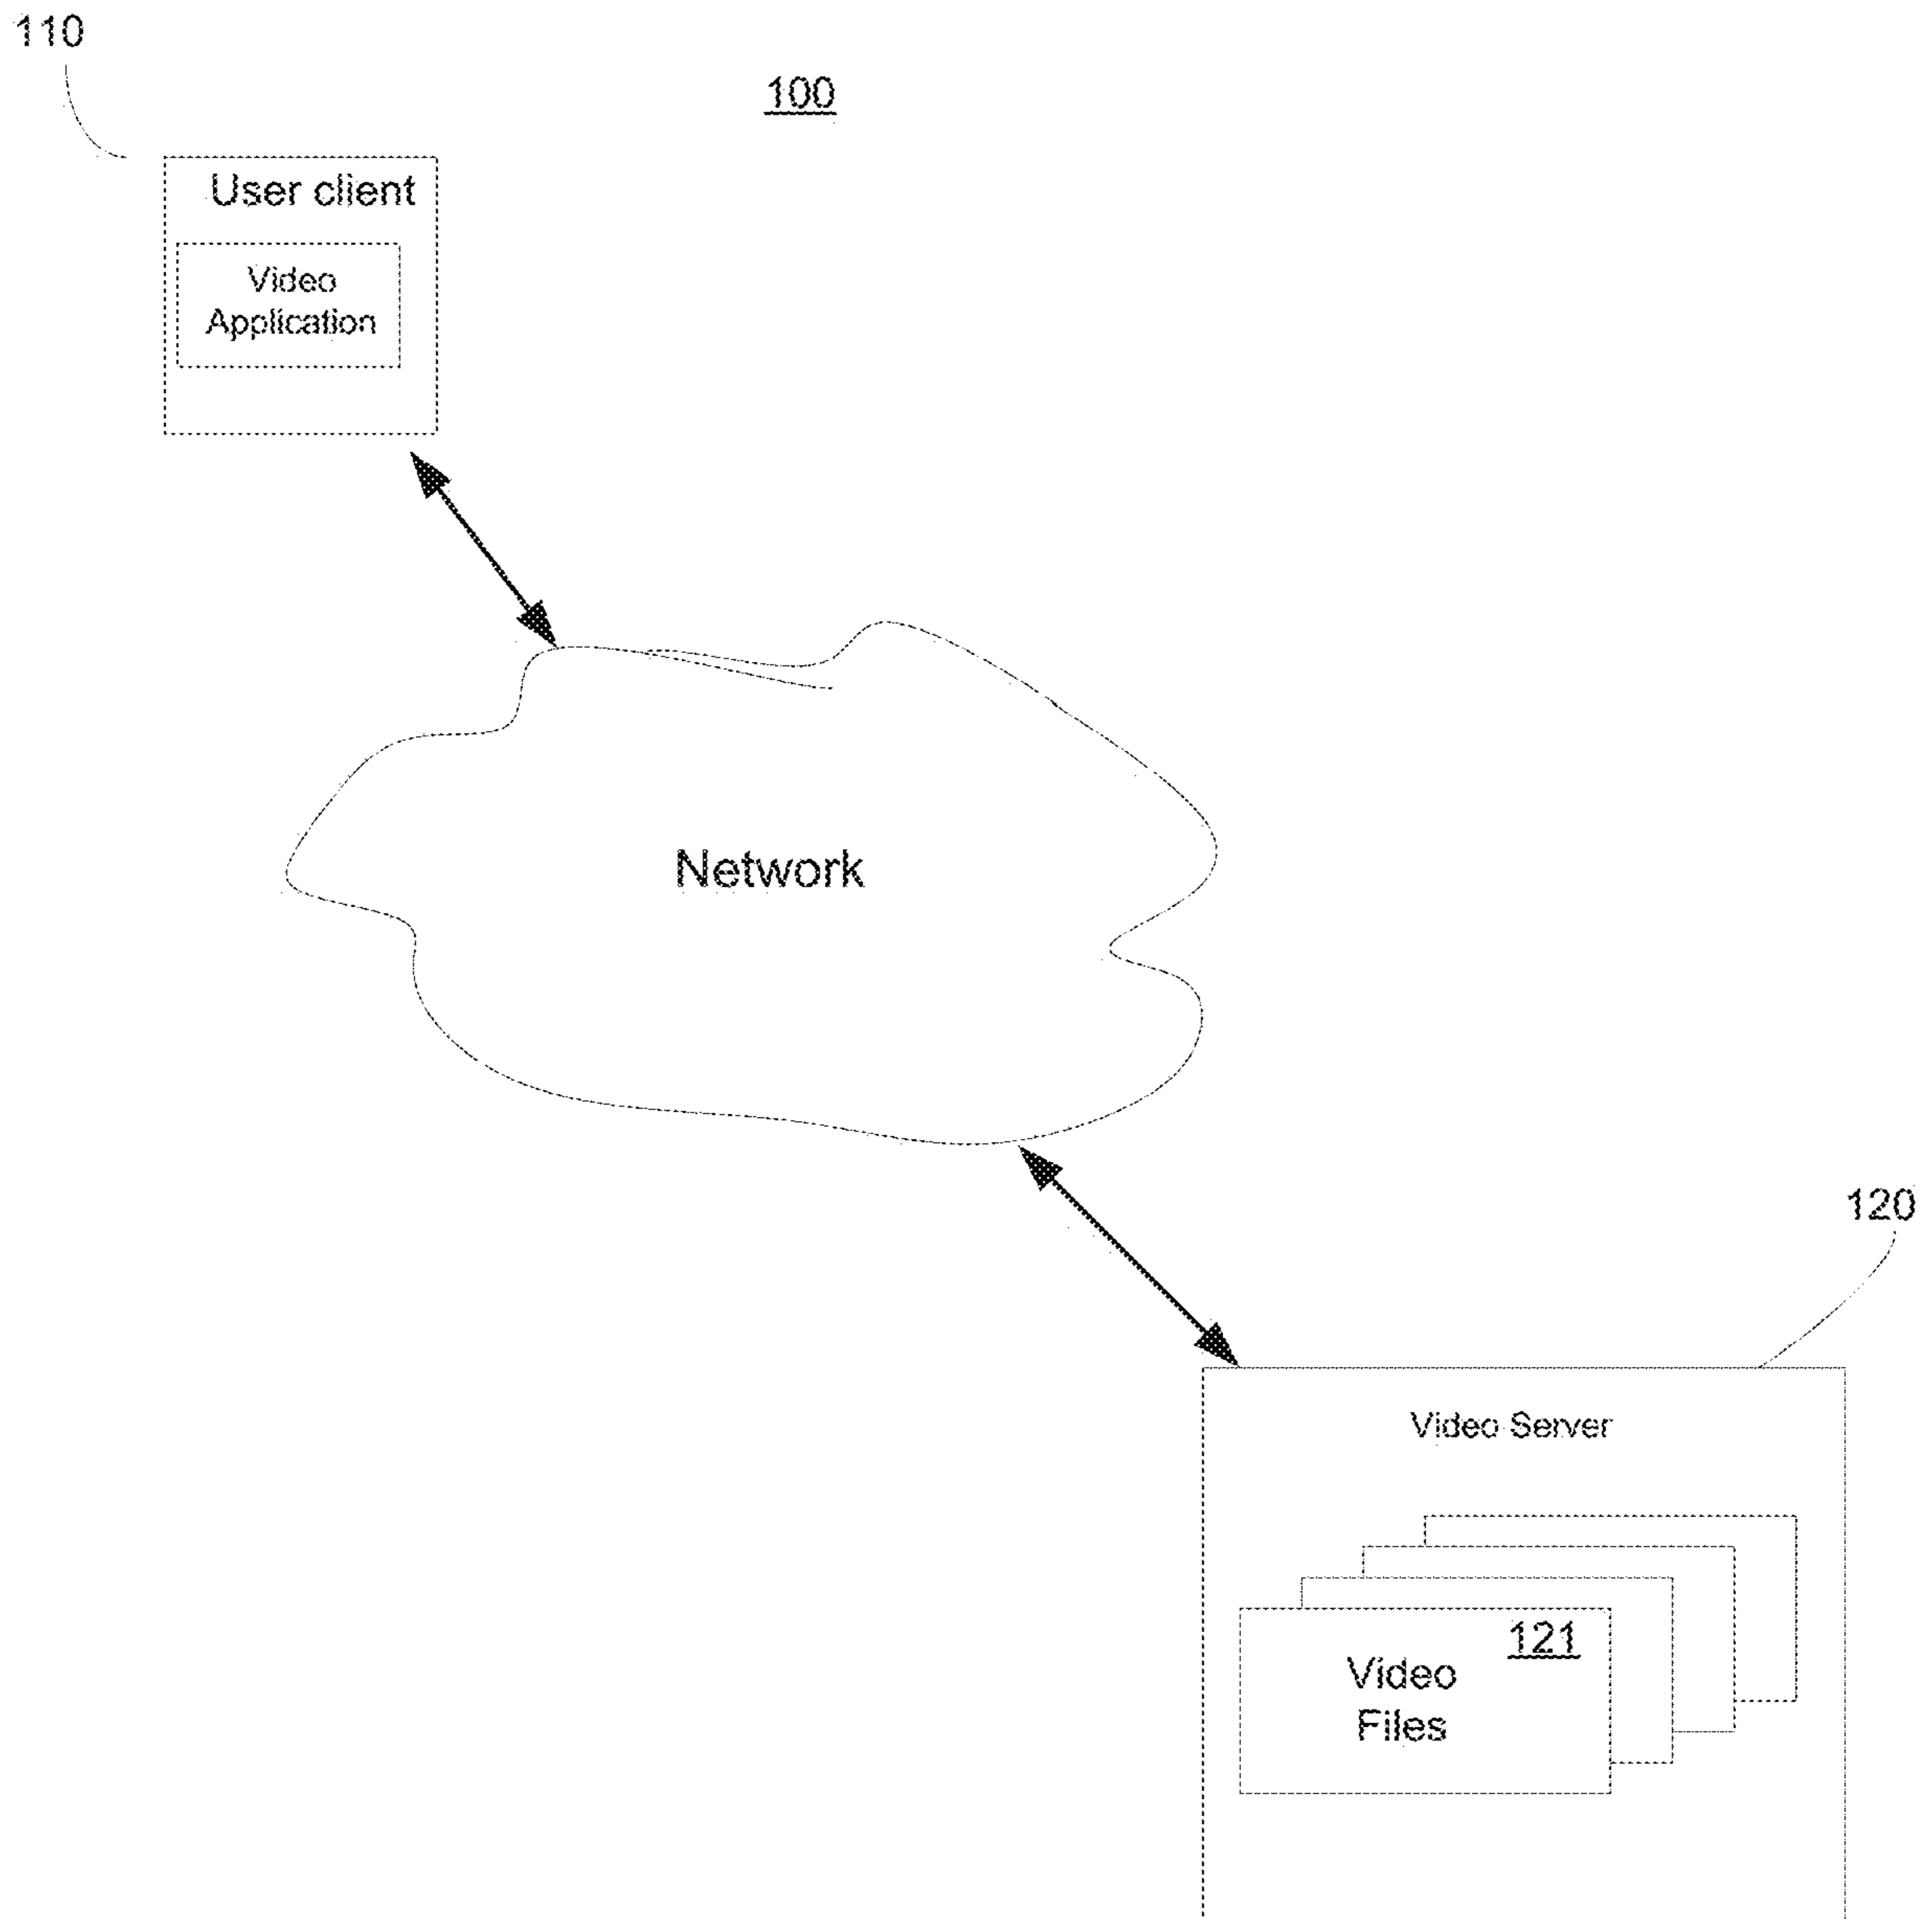 110
100
User client
Video
Application
Network
120
Video Server
121
Video
Files